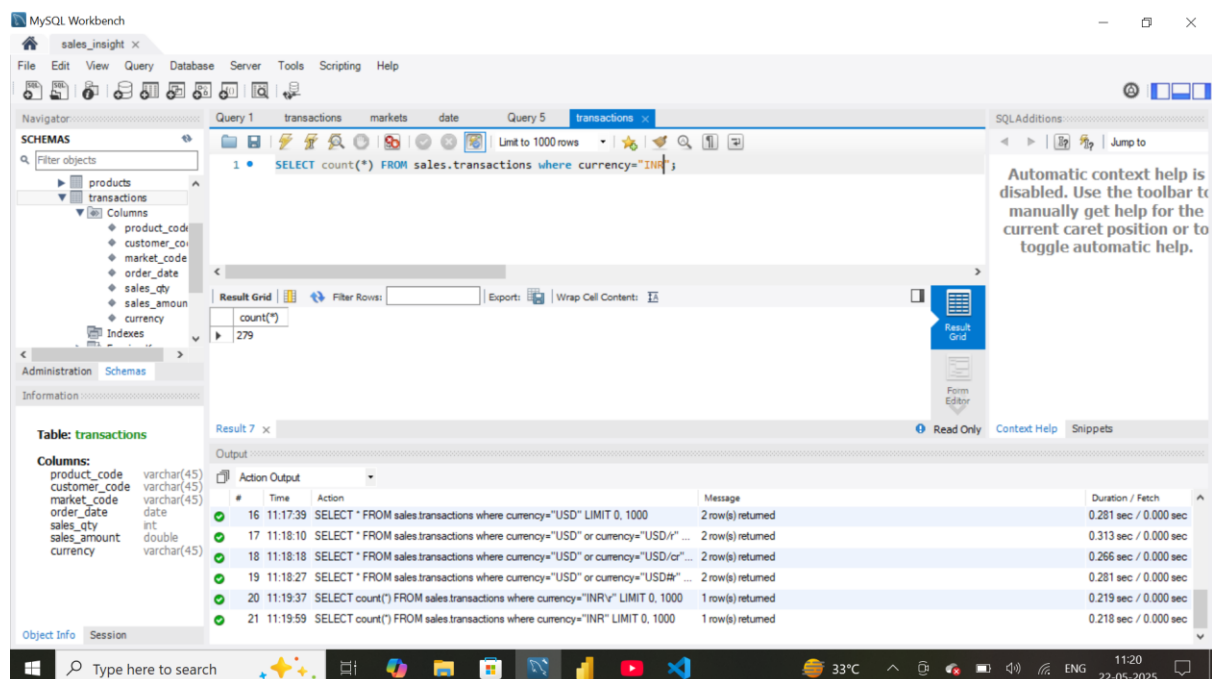 MySQL Workbench
sales_insight
File Edit View Query Database Server Tools Scripting Help
Navigator
SCHEMAS
Filter objects
products
transactions
Columns
product_code
customer_co
market_code
order_date
sales_qty
sales_amoun
currency
Indexes
Administration Schemas
Information
Table: transactions
Columns:
product_code varchar(45)
customer_code varchar(45)
market_code varchar(45)
order_date date
sales_qty int
sales_amount double
currency varchar(45)
Object Info Session
Query 1 transactions markets date Query 5 transactions
Limit to 1000 rows
1 SELECT count(*) FROM sales.transactions where currency="INR";
Result Grid Filter Rows: Export: Wrap Cell Content:
count(*)
279
Result Grid
Form Editor
Result 7 Read Only
Output
Action Output
# Time Action Message Duration / Fetch
16 11:17:39 SELECT * FROM sales.transactions where currency="USD" LIMIT 0, 1000 2 row(s) returned 0.281 sec / 0.000 sec
17 11:18:10 SELECT * FROM sales.transactions where currency="USD" or currency="USD/r" ... 2 row(s) returned 0.313 sec / 0.000 sec
18 11:18:18 SELECT * FROM sales.transactions where currency="USD" or currency="USD/cr"... 2 row(s) returned 0.266 sec / 0.000 sec
19 11:18:27 SELECT * FROM sales.transactions where currency="USD" or currency="USD#r" ... 2 row(s) returned 0.281 sec / 0.000 sec
20 11:19:37 SELECT count(*) FROM sales.transactions where currency="INR\r" LIMIT 0, 1000 1 row(s) returned 0.219 sec / 0.000 sec
21 11:19:59 SELECT count(*) FROM sales.transactions where currency="INR" LIMIT 0, 1000 1 row(s) returned 0.218 sec / 0.000 sec
SQLAdditions
Jump to
Automatic context help is
disabled. Use the toolbar to
manually get help for the
current caret position or to
toggle automatic help.
Context Help Snippets
Type here to search
33°C ENG 11:20
22-05-2025